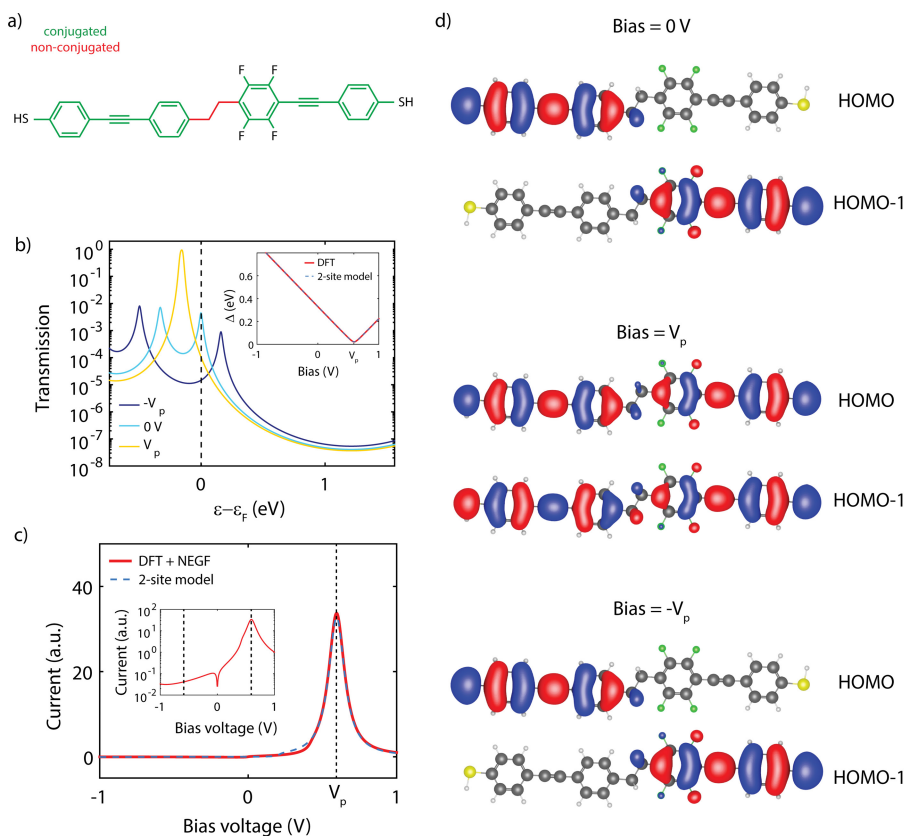 a)
conjugated
non-conjugated
HS
F
F
F
F
SH
b)
Transmission
10^0
10^-1
10^-2
10^-3
10^-4
10^-5
10^-6
10^-7
10^-8
-V_p
0 V
V_p
0
1
ε−ε_F (eV)
DFT
2-site model
Δ (eV)
0.6
0.4
0.2
0
-1
0
V_p
1
Bias (V)
c)
DFT + NEGF
2-site model
Current (a.u.)
40
20
0
-1
0
V_p
1
Bias voltage (V)
Current (a.u.)
10^2
10^1
10^0
10^-1
10^-2
-1
0
1
Bias voltage (V)
d)
Bias = 0 V
HOMO
HOMO-1
Bias = V_p
HOMO
HOMO-1
Bias = -V_p
HOMO
HOMO-1